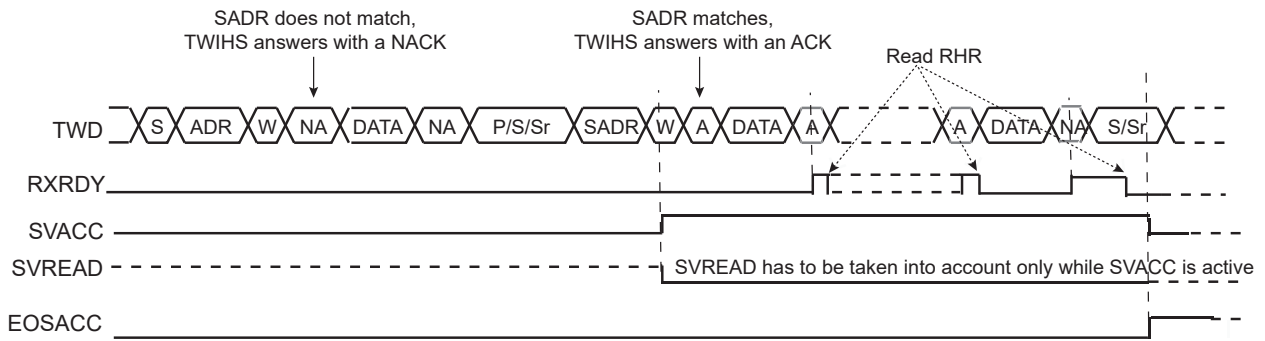 SADR does not match,
TWIHS answers with a NACK
SADR matches,
TWIHS answers with an ACK
Read RHR
TWD S ADR W NA DATA NA P/S/Sr SADR W A DATA A A DATA NA S/Sr
RXRDY
SVACC
SVREAD SVREAD has to be taken into account only while SVACC is active
EOSACC